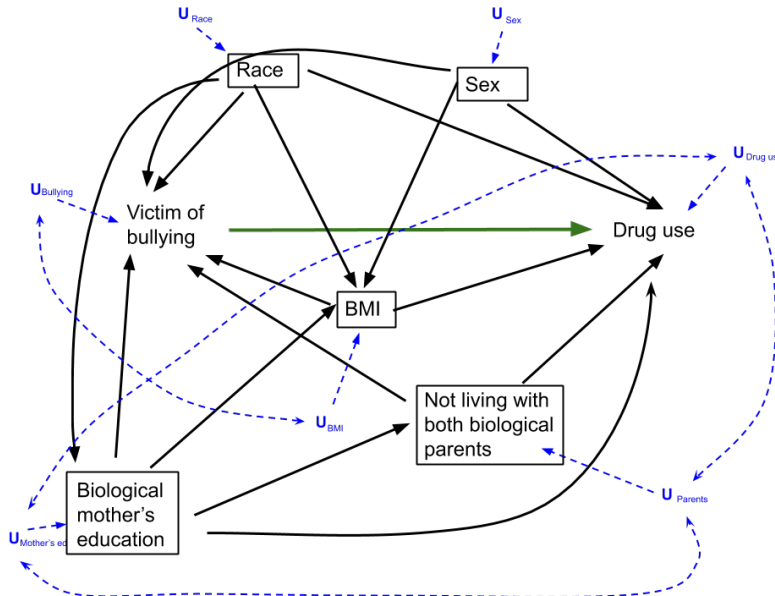 U Race
U Sex
Race
Sex
U Drug us
U Bullying
Victim of
bullying
Drug use
BMI
U BMI
Not living with
both biological
parents
U Parents
Biological
mother's
education
U Mother's ed